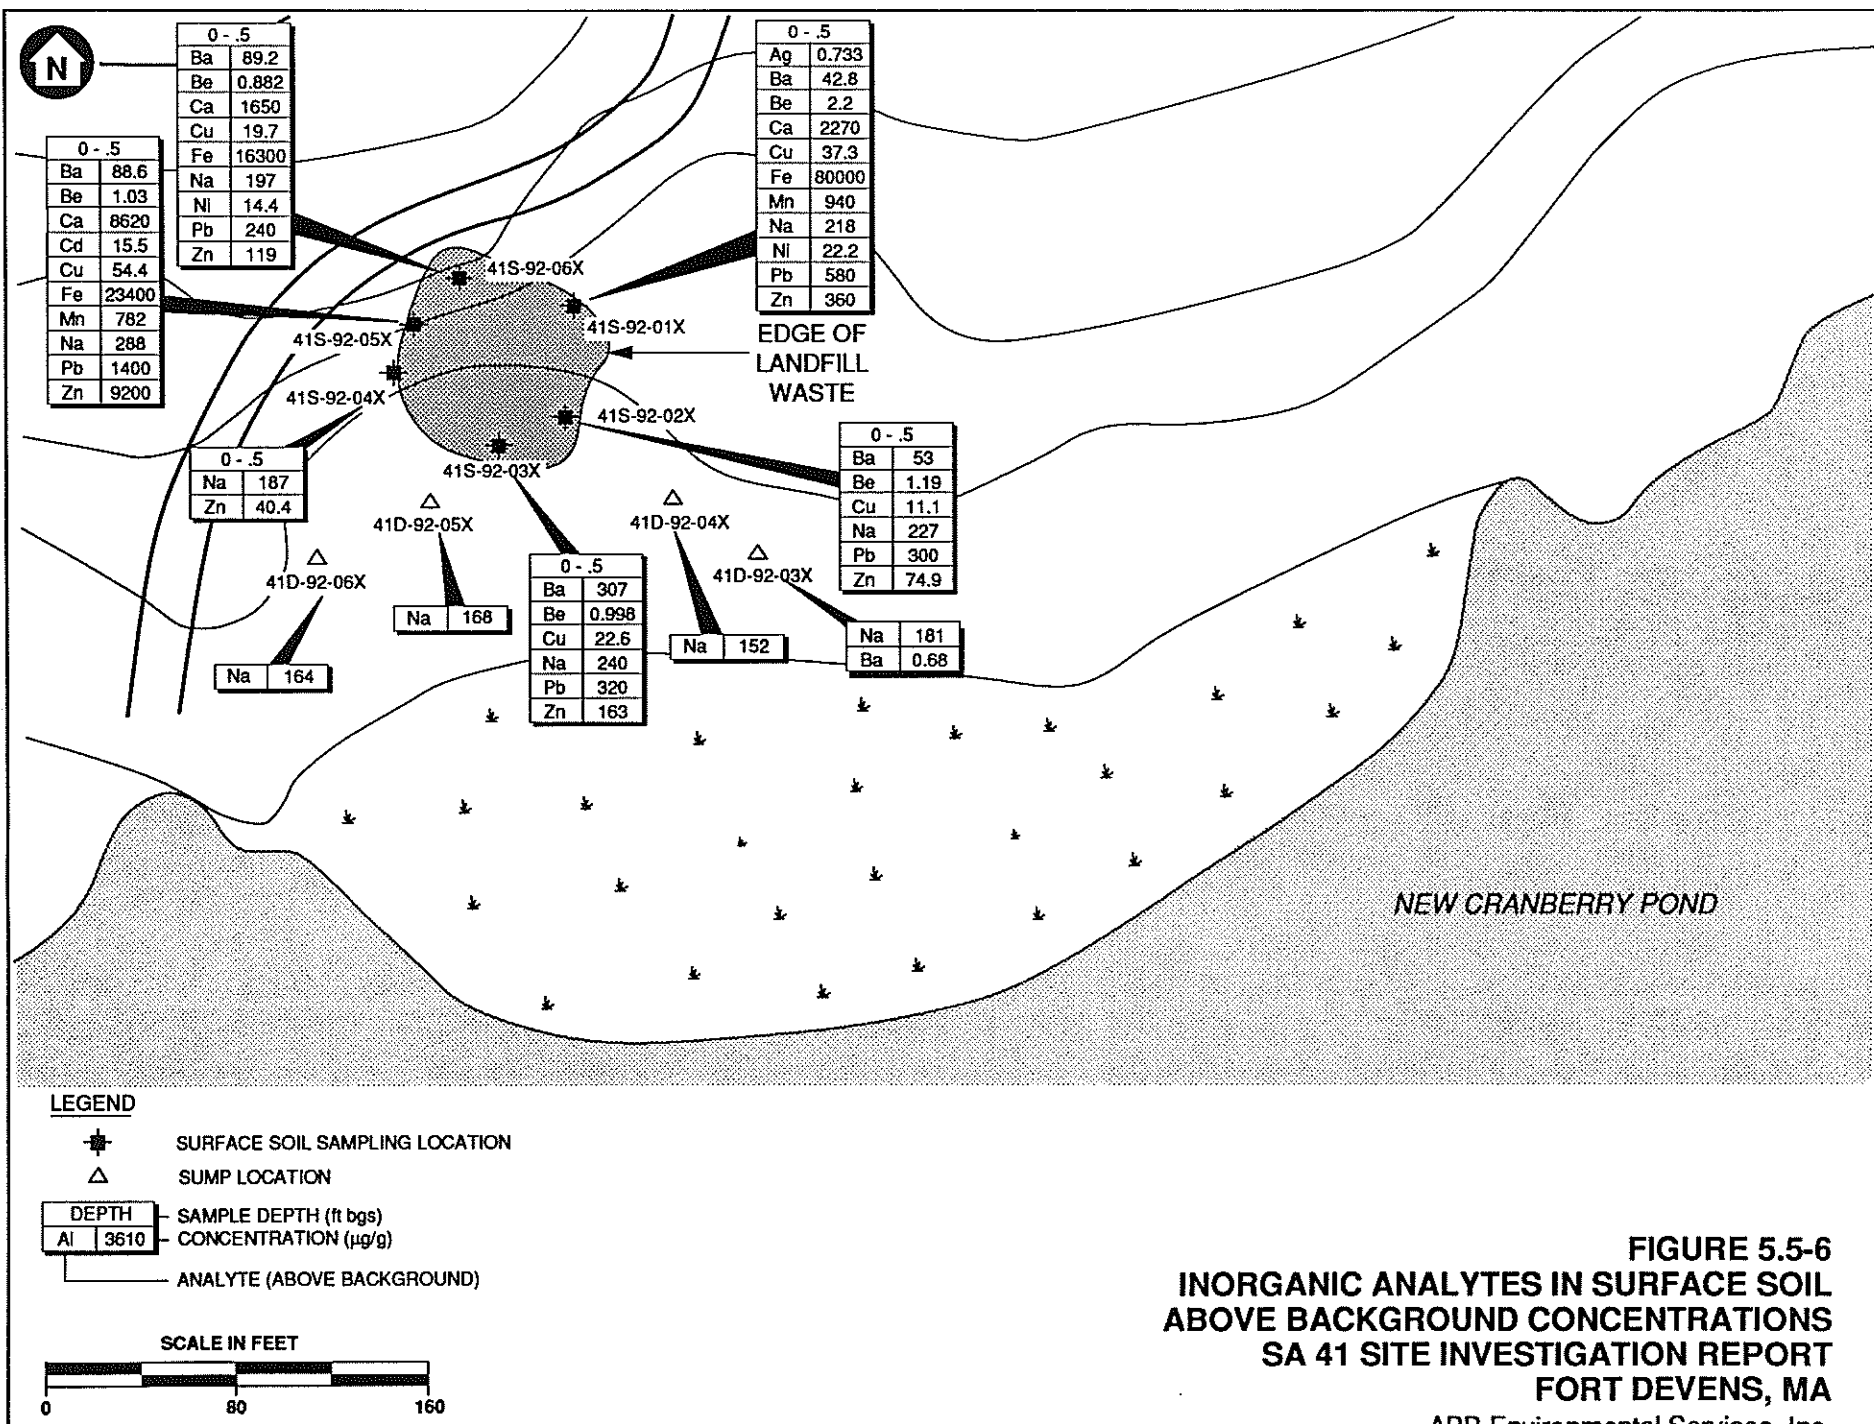 N
0 - .5
Ba 89.2
Be 0.882
Ca 1650
Cu 19.7
Fe 16300
Na 197
Ni 14.4
Pb 240
Zn 119
0 - .5
Ag 0.733
Ba 42.8
Be 2.2
Ca 2270
Cu 37.3
Fe 80000
Mn 940
Na 218
Ni 22.2
Pb 580
Zn 360
0 - .5
Ba 88.6
Be 1.03
Ca 8620
Cd 15.5
Cu 54.4
Fe 23400
Mn 782
Na 288
Pb 1400
Zn 9200
41S-92-06X
41S-92-01X
41S-92-05X
EDGE OF
LANDFILL
WASTE
41S-92-04X
41S-92-02X
41S-92-03X
0 - .5
Na 187
Zn 40.4
0 - .5
Ba 53
Be 1.19
Cu 11.1
Na 227
Pb 300
Zn 74.9
41D-92-05X
41D-92-04X
41D-92-03X
41D-92-06X
0 - .5
Ba 307
Be 0.998
Cu 22.6
Na 240
Pb 320
Zn 163
Na 168
Na 152
Na 181
Ba 0.68
Na 164
NEW CRANBERRY POND
LEGEND
SURFACE SOIL SAMPLING LOCATION
SUMP LOCATION
DEPTH SAMPLE DEPTH (ft bgs)
Al 3610 CONCENTRATION (µg/g)
ANALYTE (ABOVE BACKGROUND)
SCALE IN FEET
0 80 160
FIGURE 5.5-6
INORGANIC ANALYTES IN SURFACE SOIL
ABOVE BACKGROUND CONCENTRATIONS
SA 41 SITE INVESTIGATION REPORT
FORT DEVENS, MA
ABB Environmental Services, Inc.